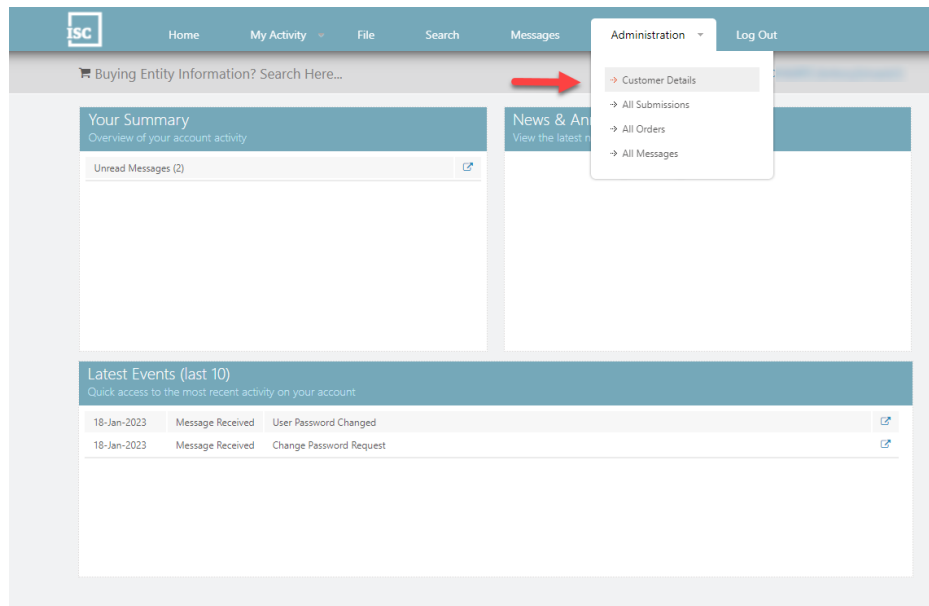 isc
Home My Activity File Search Messages Administration Log Out
Buying Entity Information? Search Here...
Customer Details
All Submissions
All Orders
All Messages
Your Summary
Overview of your account activity
Unread Messages (2)
News & An
View the latest n
Latest Events (last 10)
Quick access to the most recent activity on your account
18-Jan-2023 Message Received User Password Changed
18-Jan-2023 Message Received Change Password Request